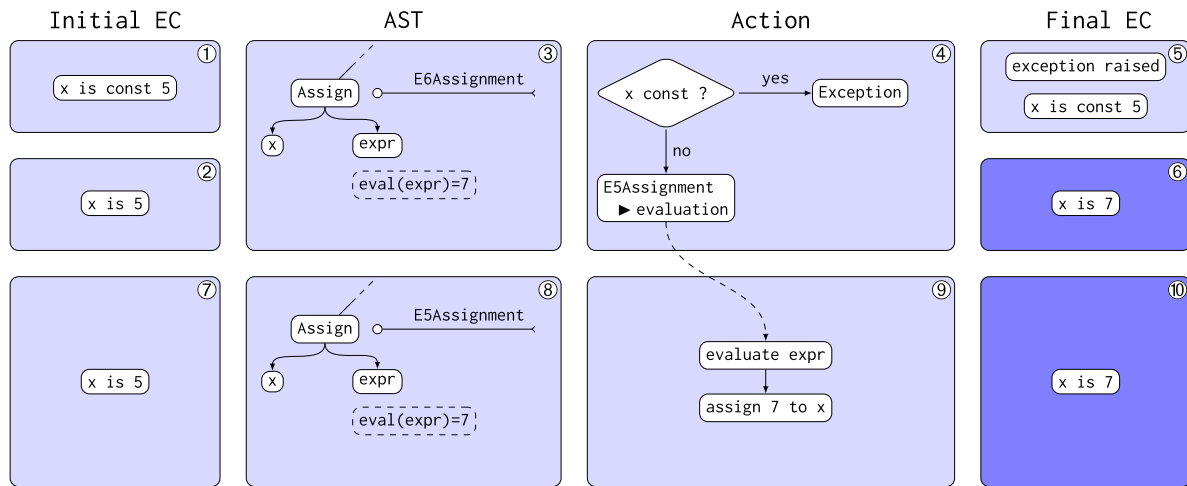 Initial EC
AST
Action
Final EC
1
x is const 5
2
x is 5
3
Assign
E6Assignment
x
expr
eval(expr)=7
4
x const ?
yes
Exception
no
E5Assignment
▶ evaluation
5
exception raised
x is const 5
6
x is 7
7
x is 5
8
Assign
E5Assignment
x
expr
eval(expr)=7
9
evaluate expr
assign 7 to x
10
x is 7